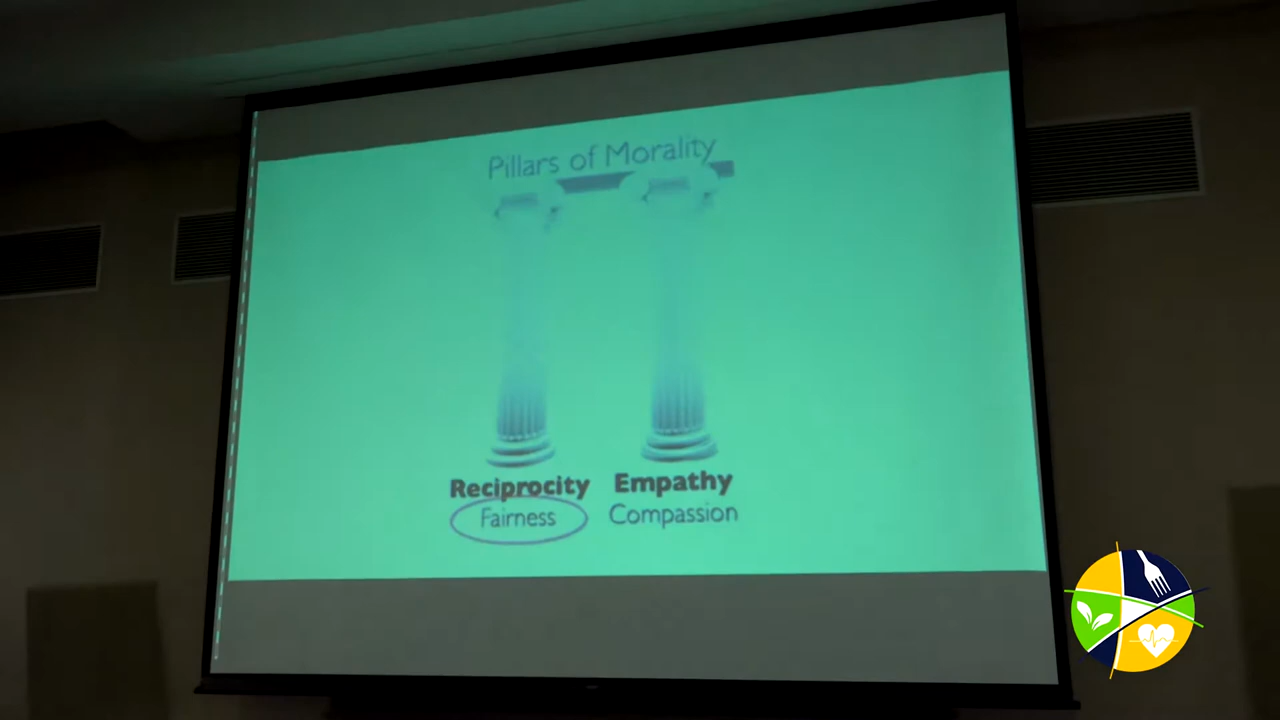 Pillars of Morality
Reciprocity Empathy
Fairness Compassion